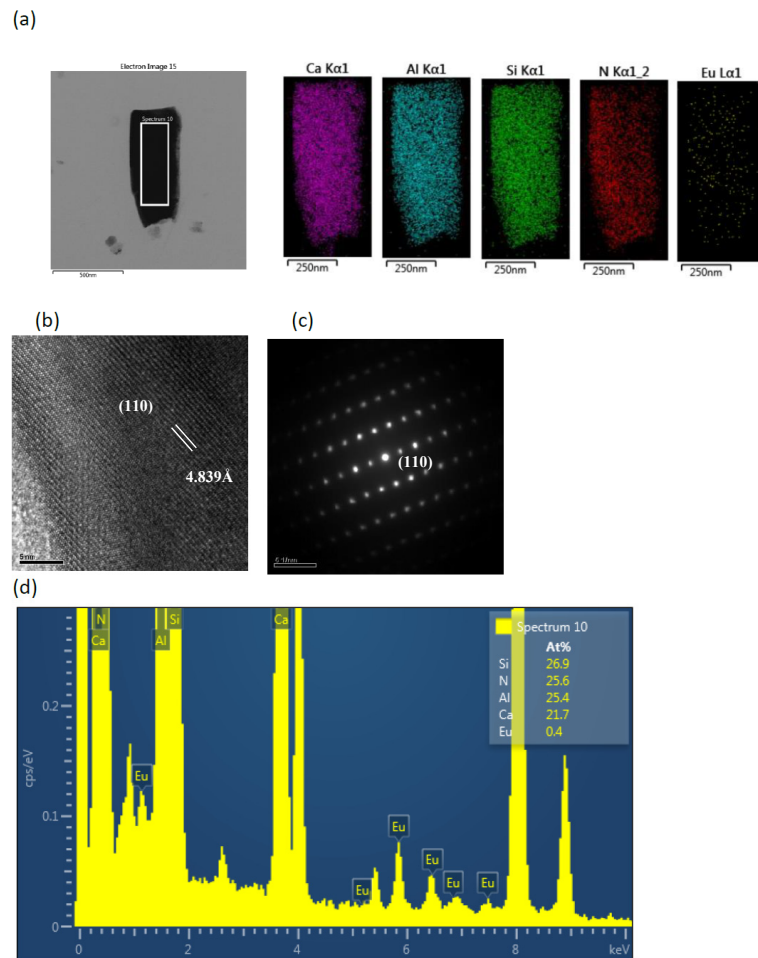 (a)
Electron Image 15
Spectrum 10
500nm
Ca Kα1
Al Kα1
Si Kα1
N Kα1_2
Eu Lα1
250nm
250nm
250nm
250nm
250nm
(b)
(110)
4.839Å
5 nm
(c)
(110)
(d)
cps/eV
0.2
0.1
0
N
Ca
Si
Al
Ca
Eu
Eu
Eu
Eu
Eu
Eu
Spectrum 10
At%
Si 26.9
N 25.6
Al 25.4
Ca 21.7
Eu 0.4
0 2 4 6 8 keV